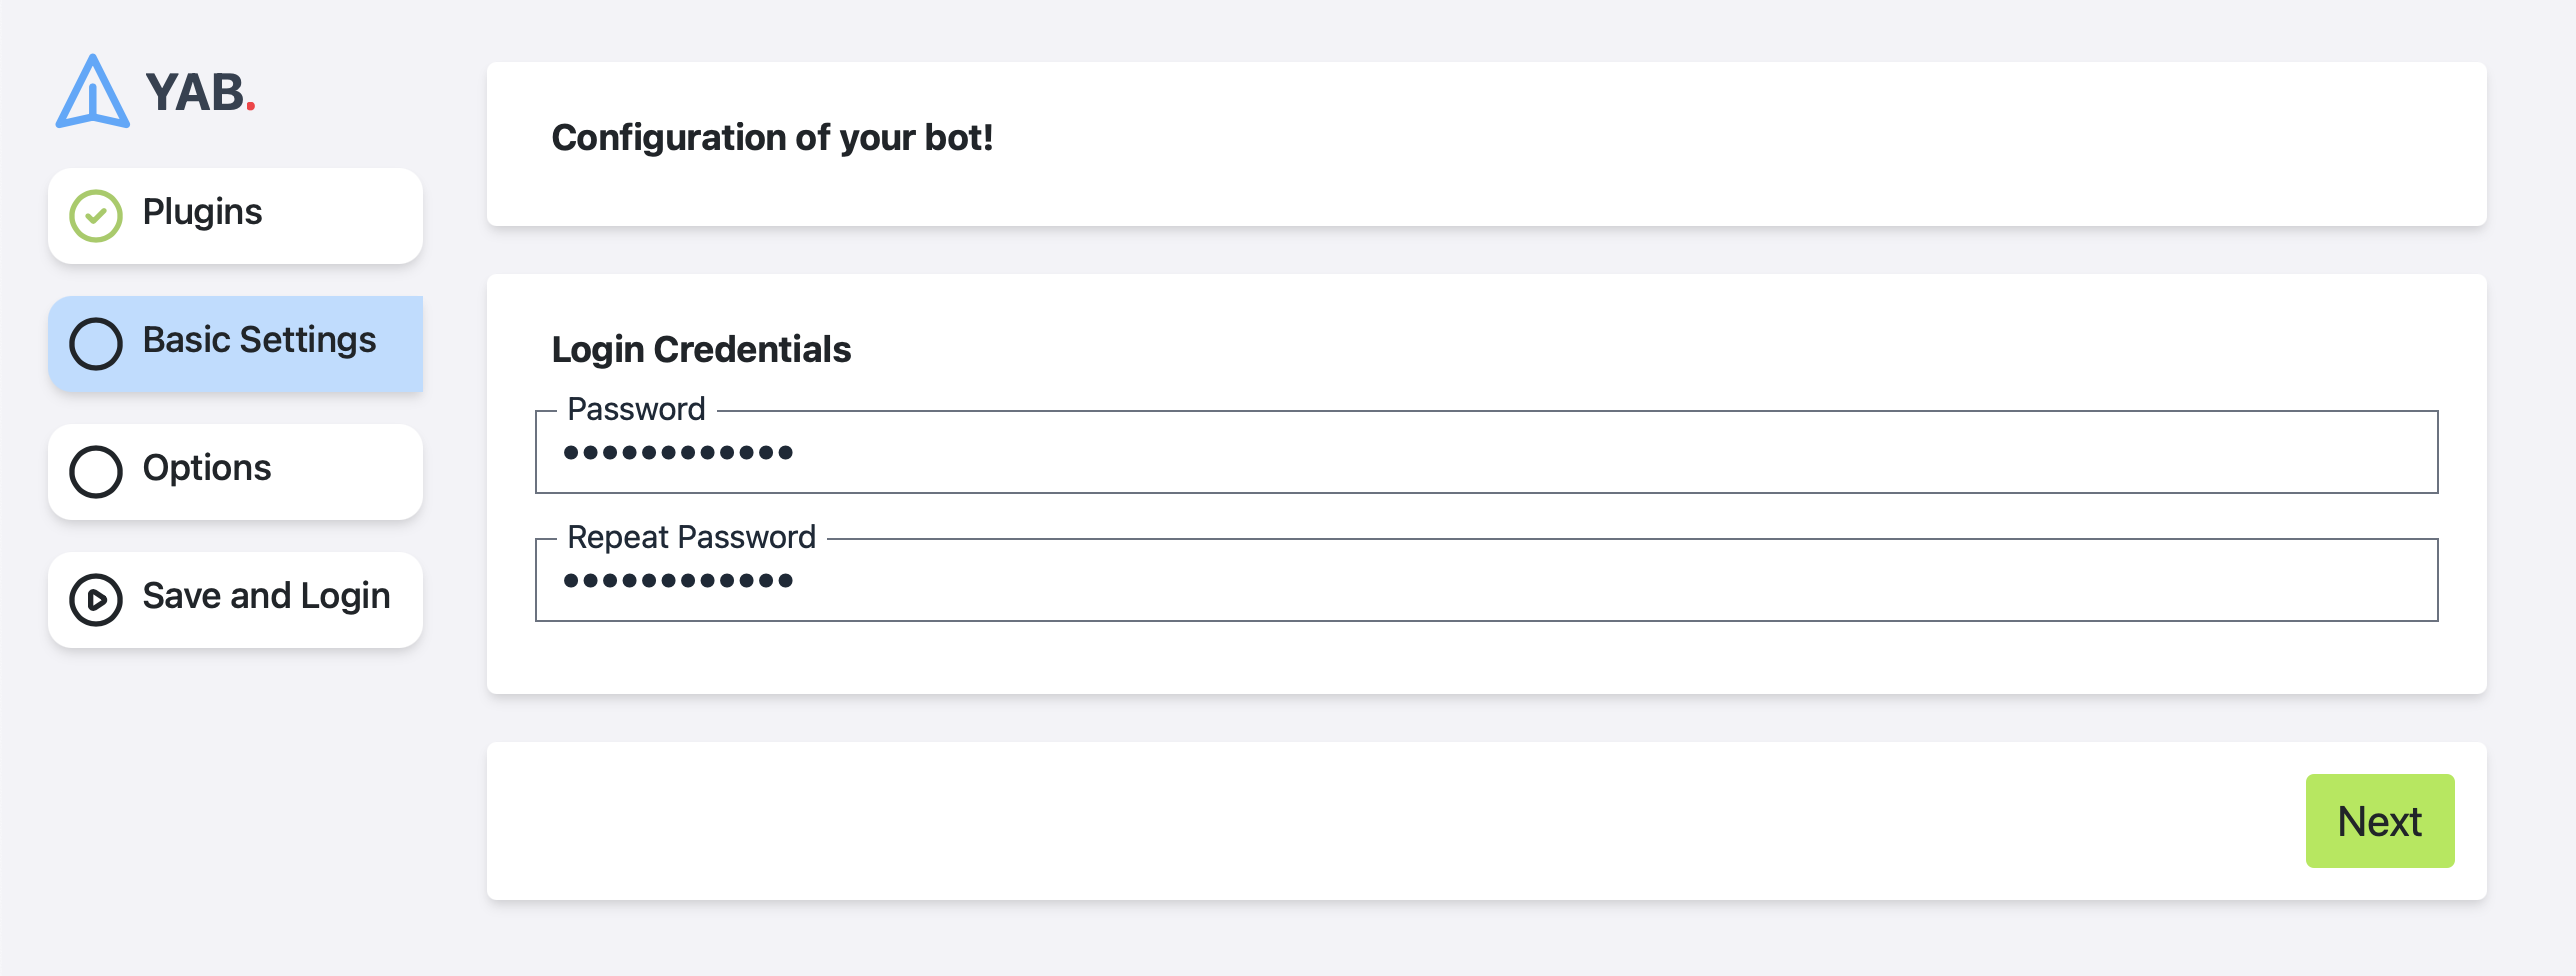 YAB.
Plugins
Basic Settings
Options
Save and Login
Configuration of your bot!
Login Credentials
Password
••••••••••••
Repeat Password
••••••••••••
Next